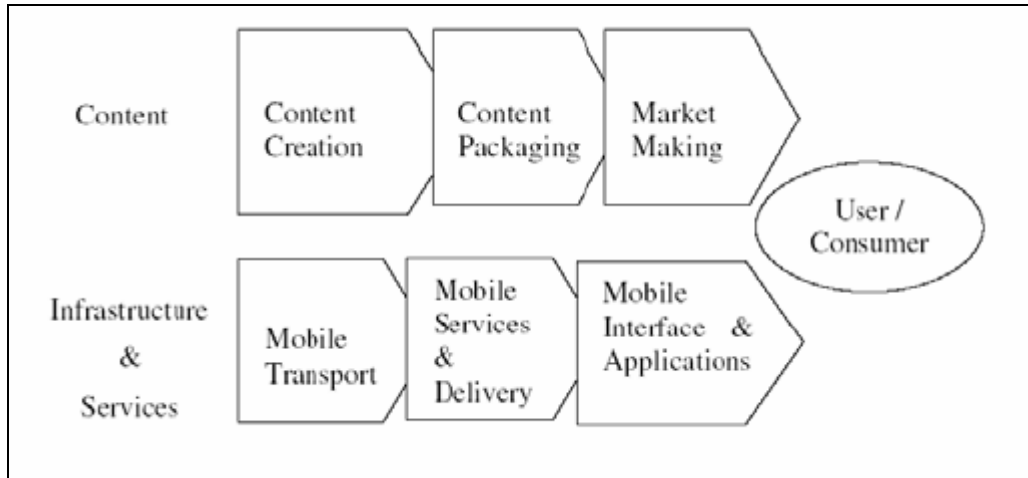 Content
Content
Creation
Content
Packaging
Market
Making
User /
Consumer
Infrastructure
&
Services
Mobile
Transport
Mobile
Services
&
Delivery
Mobile
Interface &
Applications